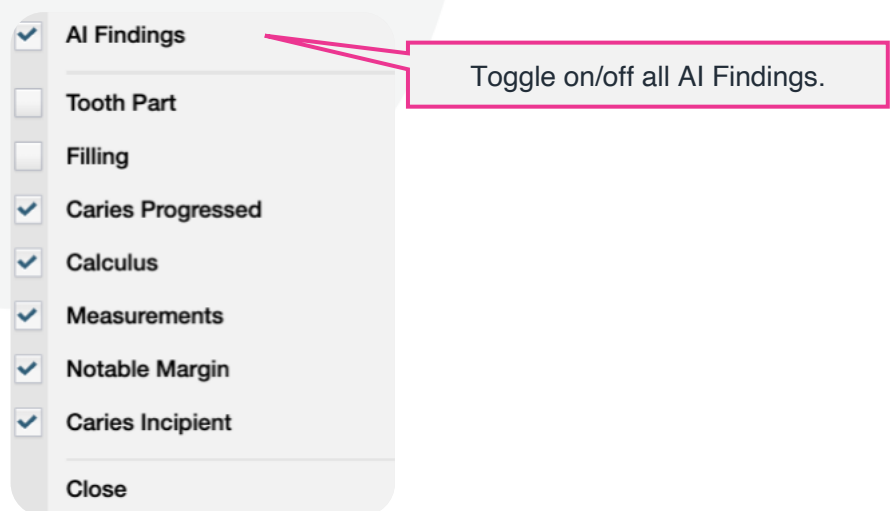 AI Findings
Toggle on/off all AI Findings.
Tooth Part
Filling
Caries Progressed
Calculus
Measurements
Notable Margin
Caries Incipient
Close